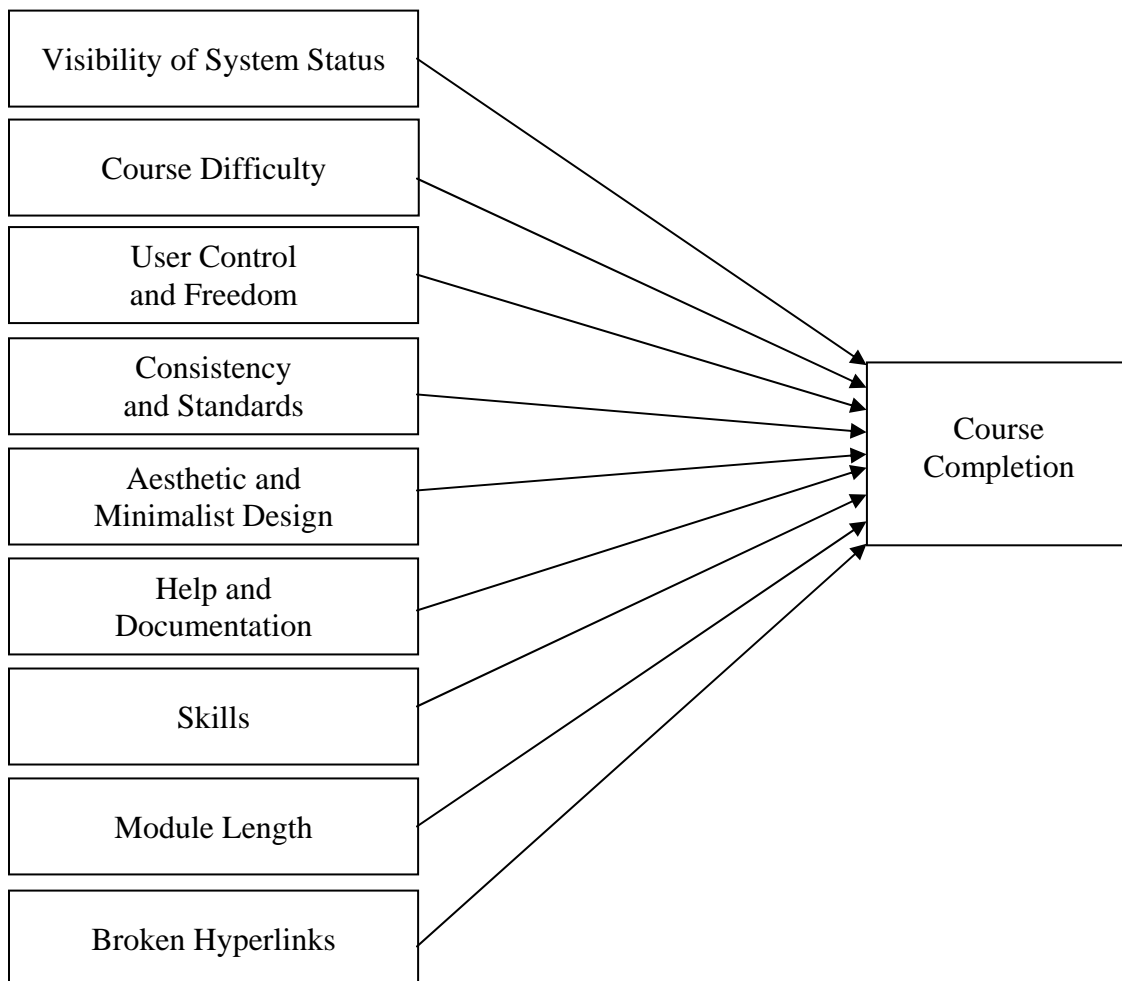 Visibility of System Status
Course Difficulty
User Control
and Freedom
Consistency
and Standards
Aesthetic and
Minimalist Design
Help and
Documentation
Skills
Module Length
Broken Hyperlinks
Course
Completion